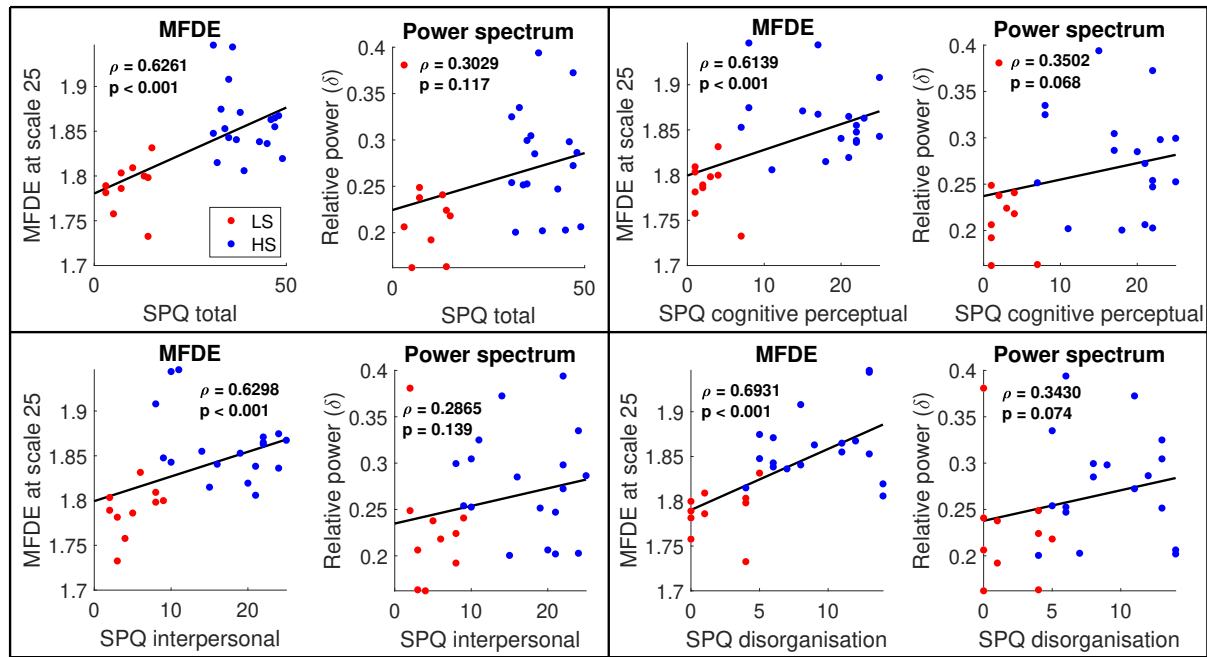 MFDE
ρ = 0.6261
p < 0.001
MFDE at scale 25
1.9
1.85
1.8
1.75
1.7
LS
HS
0
50
SPQ total
Power spectrum
ρ = 0.3029
p = 0.117
Relative power (δ)
0.4
0.35
0.3
0.25
0.2
0
50
SPQ total
MFDE
ρ = 0.6139
p < 0.001
MFDE at scale 25
1.9
1.85
1.8
1.75
1.7
0
10
20
SPQ cognitive perceptual
Power spectrum
ρ = 0.3502
p = 0.068
Relative power (δ)
0.4
0.35
0.3
0.25
0.2
0
10
20
SPQ cognitive perceptual
MFDE
ρ = 0.6298
p < 0.001
MFDE at scale 25
1.9
1.85
1.8
1.75
1.7
0
10
20
SPQ interpersonal
Power spectrum
ρ = 0.2865
p = 0.139
Relative power (δ)
0.4
0.35
0.3
0.25
0.2
0
10
20
SPQ interpersonal
MFDE
ρ = 0.6931
p < 0.001
MFDE at scale 25
1.9
1.85
1.8
1.75
1.7
0
5
10
SPQ disorganisation
Power spectrum
ρ = 0.3430
p = 0.074
Relative power (δ)
0.4
0.35
0.3
0.25
0.2
0
5
10
SPQ disorganisation